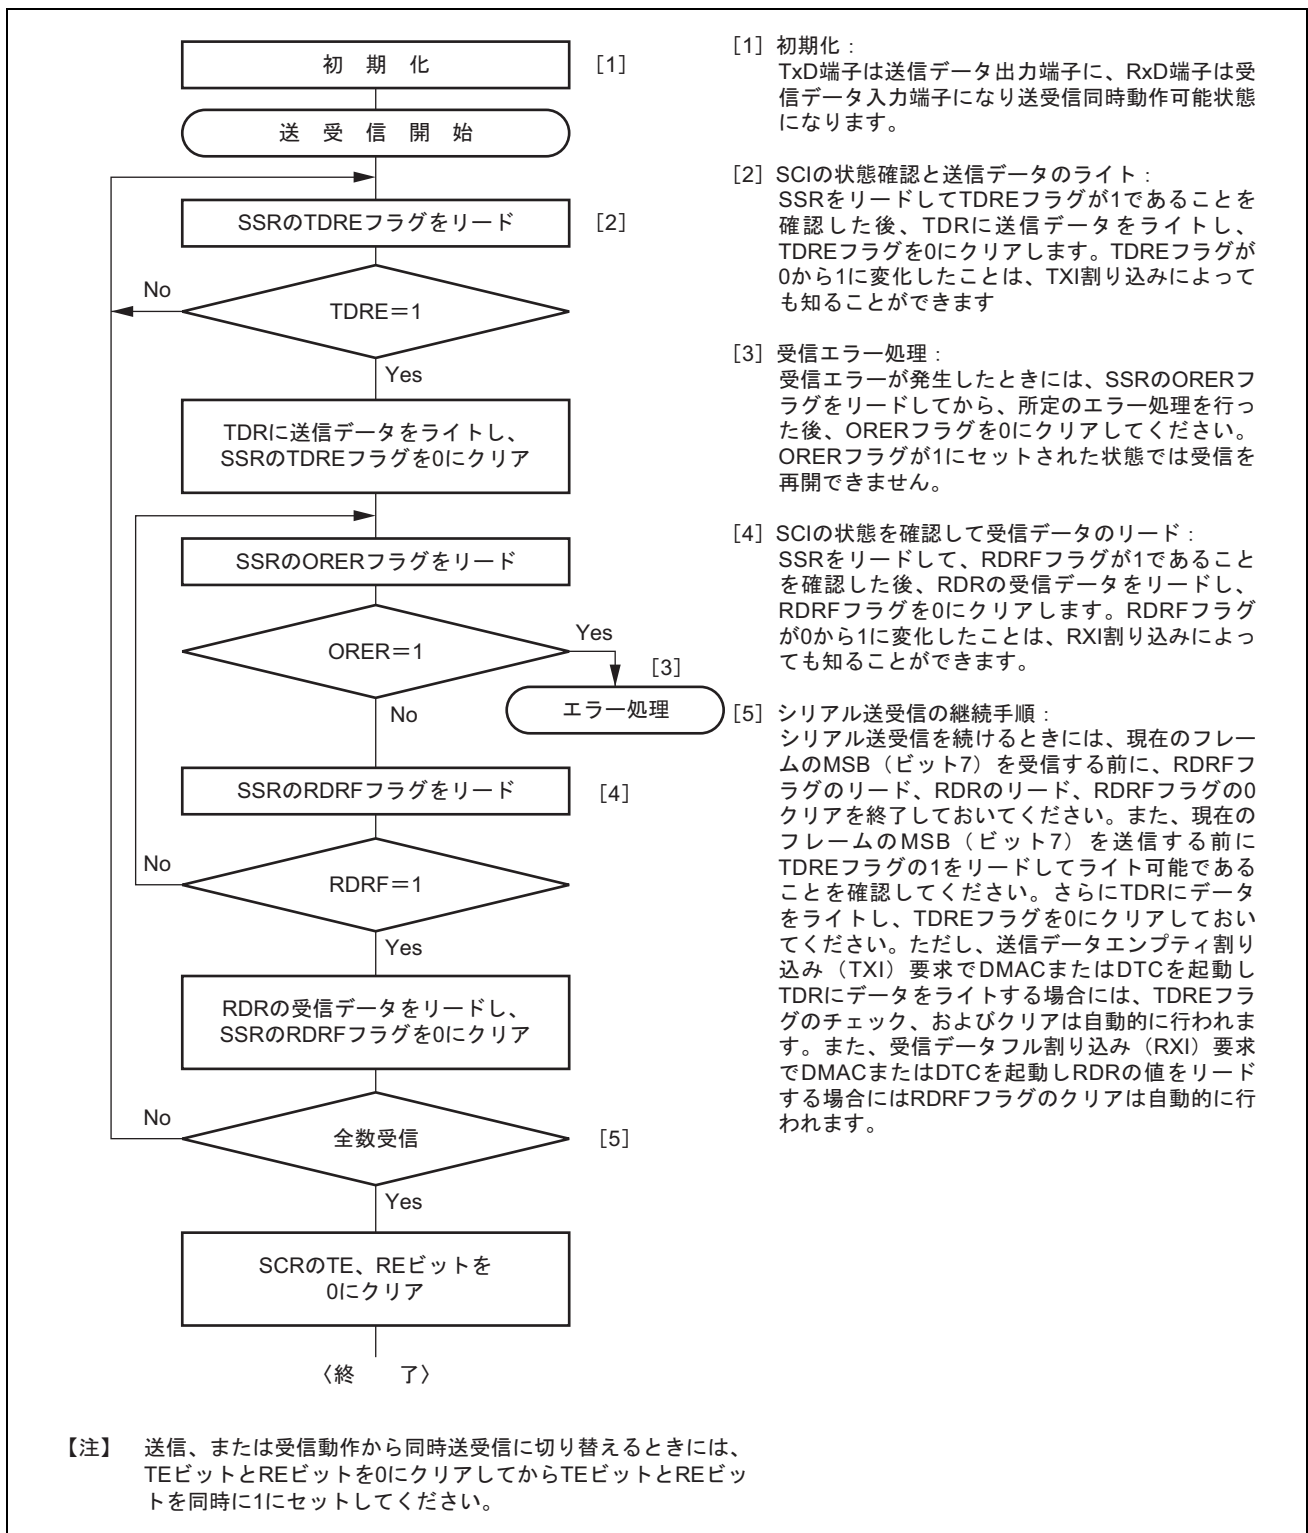 初　期　化
[1]
送　受　信　開　始
SSRのTDREフラグをリード
[2]
No
TDRE＝1
Yes
TDRに送信データをライトし、
SSRのTDREフラグを0にクリア
SSRのORERフラグをリード
ORER＝1
Yes
[3]
エラー処理
No
SSRのRDRFフラグをリード
[4]
No
RDRF＝1
Yes
RDRの受信データをリードし、
SSRのRDRFフラグを0にクリア
No
全数受信
[5]
Yes
SCRのTE、REビットを
0にクリア
〈終　　了〉
[1] 初期化：
TxD端子は送信データ出力端子に、RxD端子は受
信データ入力端子になり送受信同時動作可能状態
になります。
[2] SCIの状態確認と送信データのライト：
SSRをリードしてTDREフラグが1であることを
確認した後、TDRに送信データをライトし、
TDREフラグを0にクリアします。TDREフラグが
0から1に変化したことは、TXI割り込みによって
も知ることができます
[3] 受信エラー処理：
受信エラーが発生したときには、SSRのORERフ
ラグをリードしてから、所定のエラー処理を行っ
た後、ORERフラグを0にクリアしてください。
ORERフラグが1にセットされた状態では受信を
再開できません。
[4] SCIの状態を確認して受信データのリード：
SSRをリードして、RDRFフラグが1であること
を確認した後、RDRの受信データをリードし、
RDRFフラグを0にクリアします。RDRFフラグ
が0から1に変化したことは、RXI割り込みによっ
ても知ることができます。
[5] シリアル送受信の継続手順：
シリアル送受信を続けるときには、現在のフレー
ムのMSB（ビット7）を受信する前に、RDRFフ
ラグのリード、RDRのリード、RDRFフラグの0
クリアを終了しておいてください。また、現在の
フレームのMSB（ビット7）を送信する前に
TDREフラグの1をリードしてライト可能である
ことを確認してください。さらにTDRにデータ
をライトし、TDREフラグを0にクリアしておい
てください。ただし、送信データエンプティ割り
込み（TXI）要求でDMACまたはDTCを起動し
TDRにデータをライトする場合には、TDREフラ
グのチェック、およびクリアは自動的に行われま
す。また、受信データフル割り込み（RXI）要求
でDMACまたはDTCを起動しRDRの値をリード
する場合にはRDRFフラグのクリアは自動的に行
われます。
【注】　送信、または受信動作から同時送受信に切り替えるときには、
TEビットとREビットを0にクリアしてからTEビットとREビッ
トを同時に1にセットしてください。